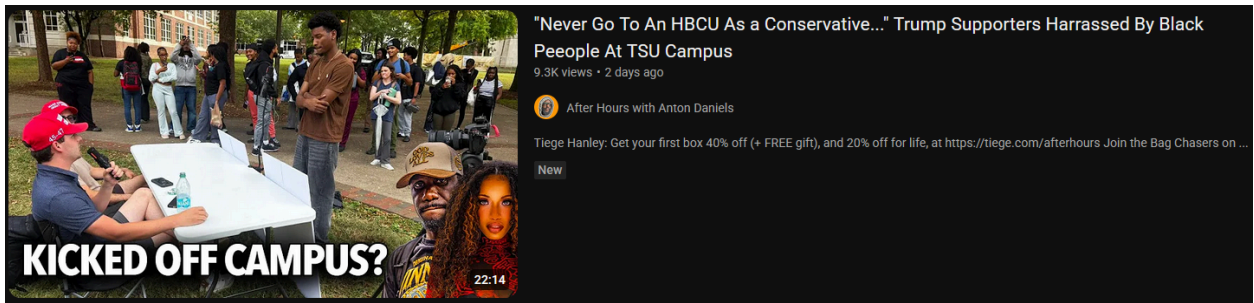 "Never Go To An HBCU As a Conservative..." Trump Supporters Harrassed By Black
Peeople At TSU Campus
9.3K views • 2 days ago
After Hours with Anton Daniels
Tiege Hanley: Get your first box 40% off (+ FREE gift), and 20% off for life, at https://tiege.com/afterhours Join the Bag Chasers on ...
New
45-47
KICKED OFF CAMPUS?
22:14